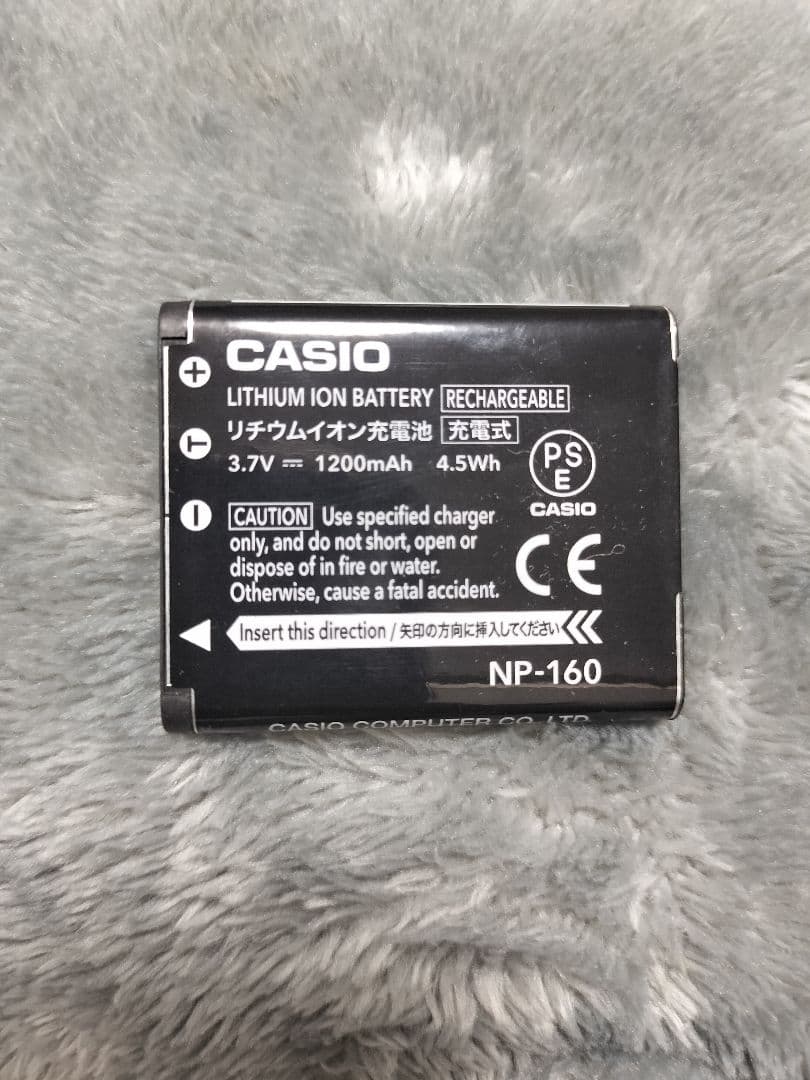 CASIO
LITHIUM ION BATTERY RECHARGEABLE
リチウムイオン充電池 充電式
3.7V 1200mAh 4.5Wh
PS
E
CASIO
CAUTION Use specified charger
only, and do not short, open or
dispose of in fire or water.
Otherwise, cause a fatal accident.
CE
Insert this direction / 矢印の方向に挿入してください
NP-160
CASIO COMPUTER CO., LTD.
+
T
−